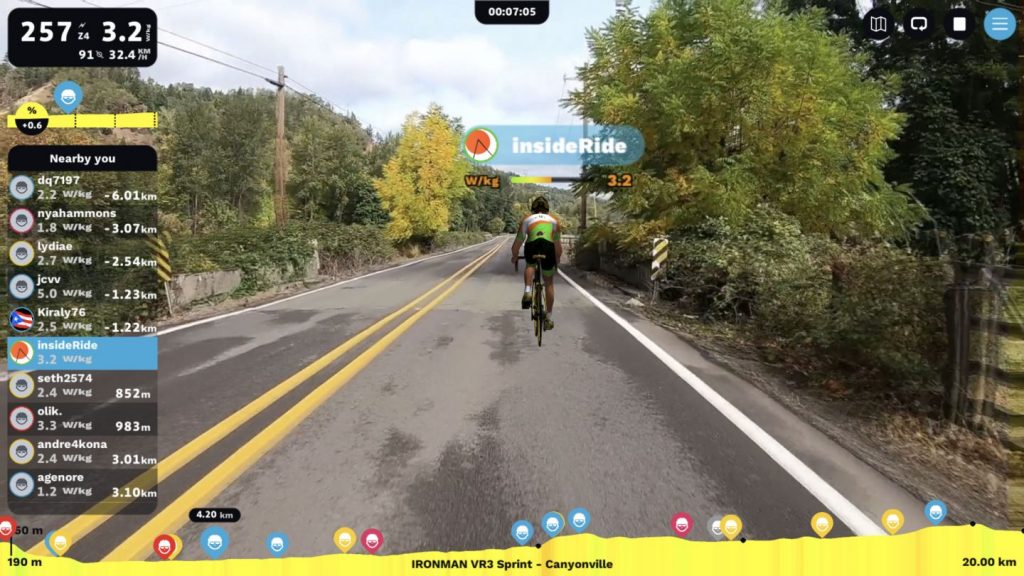 257 Z4 3.2 W/kg
91 32.4 KM/H
00:07:05
%
+0.6
Nearby you
dq7197
2.2 W/kg -6.01km
nyahammons
1.8 W/kg -3.07km
lydiae
2.7 W/kg -2.54km
jcvv
5.0 W/kg -1.23km
Kiraly76
2.5 W/kg -1.22km
insideRide
3.2 W/kg
seth2574
2.4 W/kg 852m
olik.
3.3 W/kg 983m
andre4kona
2.4 W/kg 3.01km
agenore
1.2 W/kg 3.10km
insideRide
W/kg 3.2
4.20 km
50 m
190 m
IRONMAN VR3 Sprint - Canyonville
20.00 km